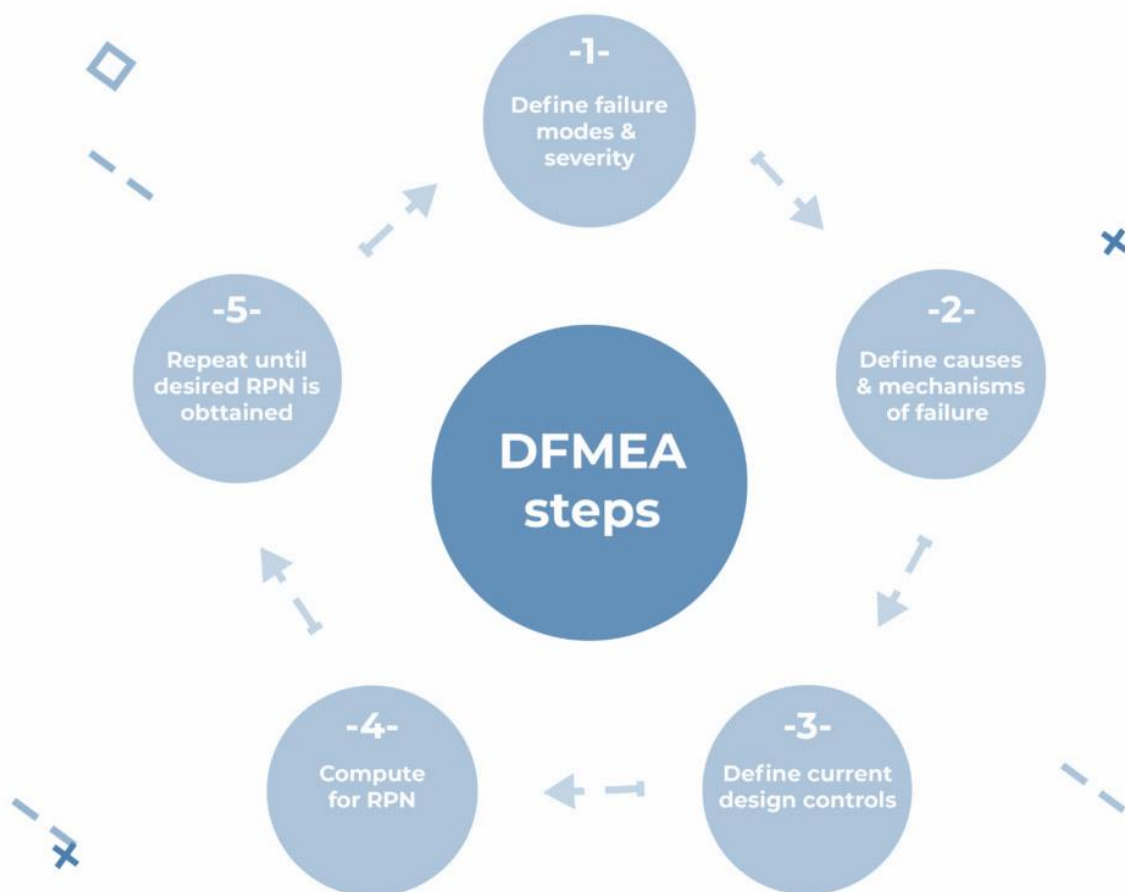 -1-
Define failure
modes &
severity
-2-
Define causes
& mechanisms
of failure
-3-
Define current
design controls
-4-
Compute
for RPN
-5-
Repeat until
desired RPN is
obttained
DFMEA
steps